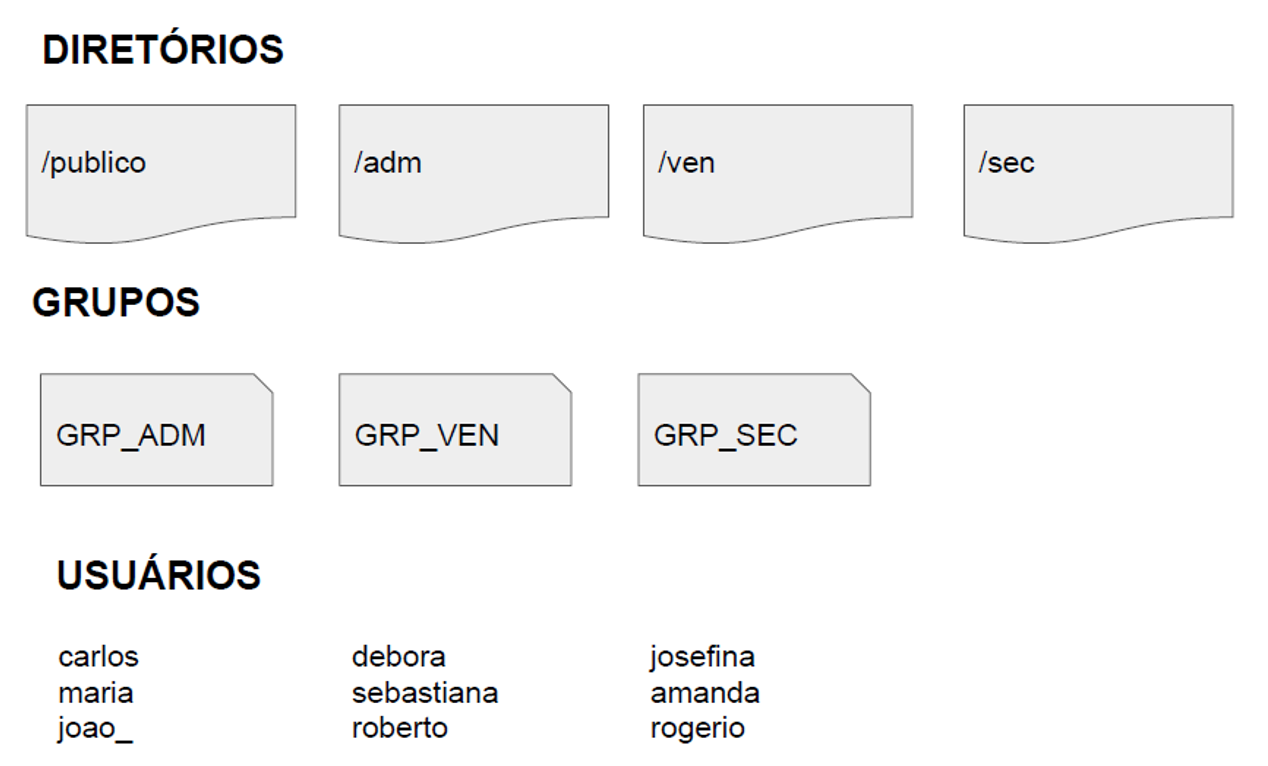 DIRETÓRIOS
/publico /adm /ven /sec
GRUPOS
GRP_ADM GRP_VEN GRP_SEC
USUÁRIOS
carlos debora josefina
maria sebastiana amanda
joao_ roberto rogerio